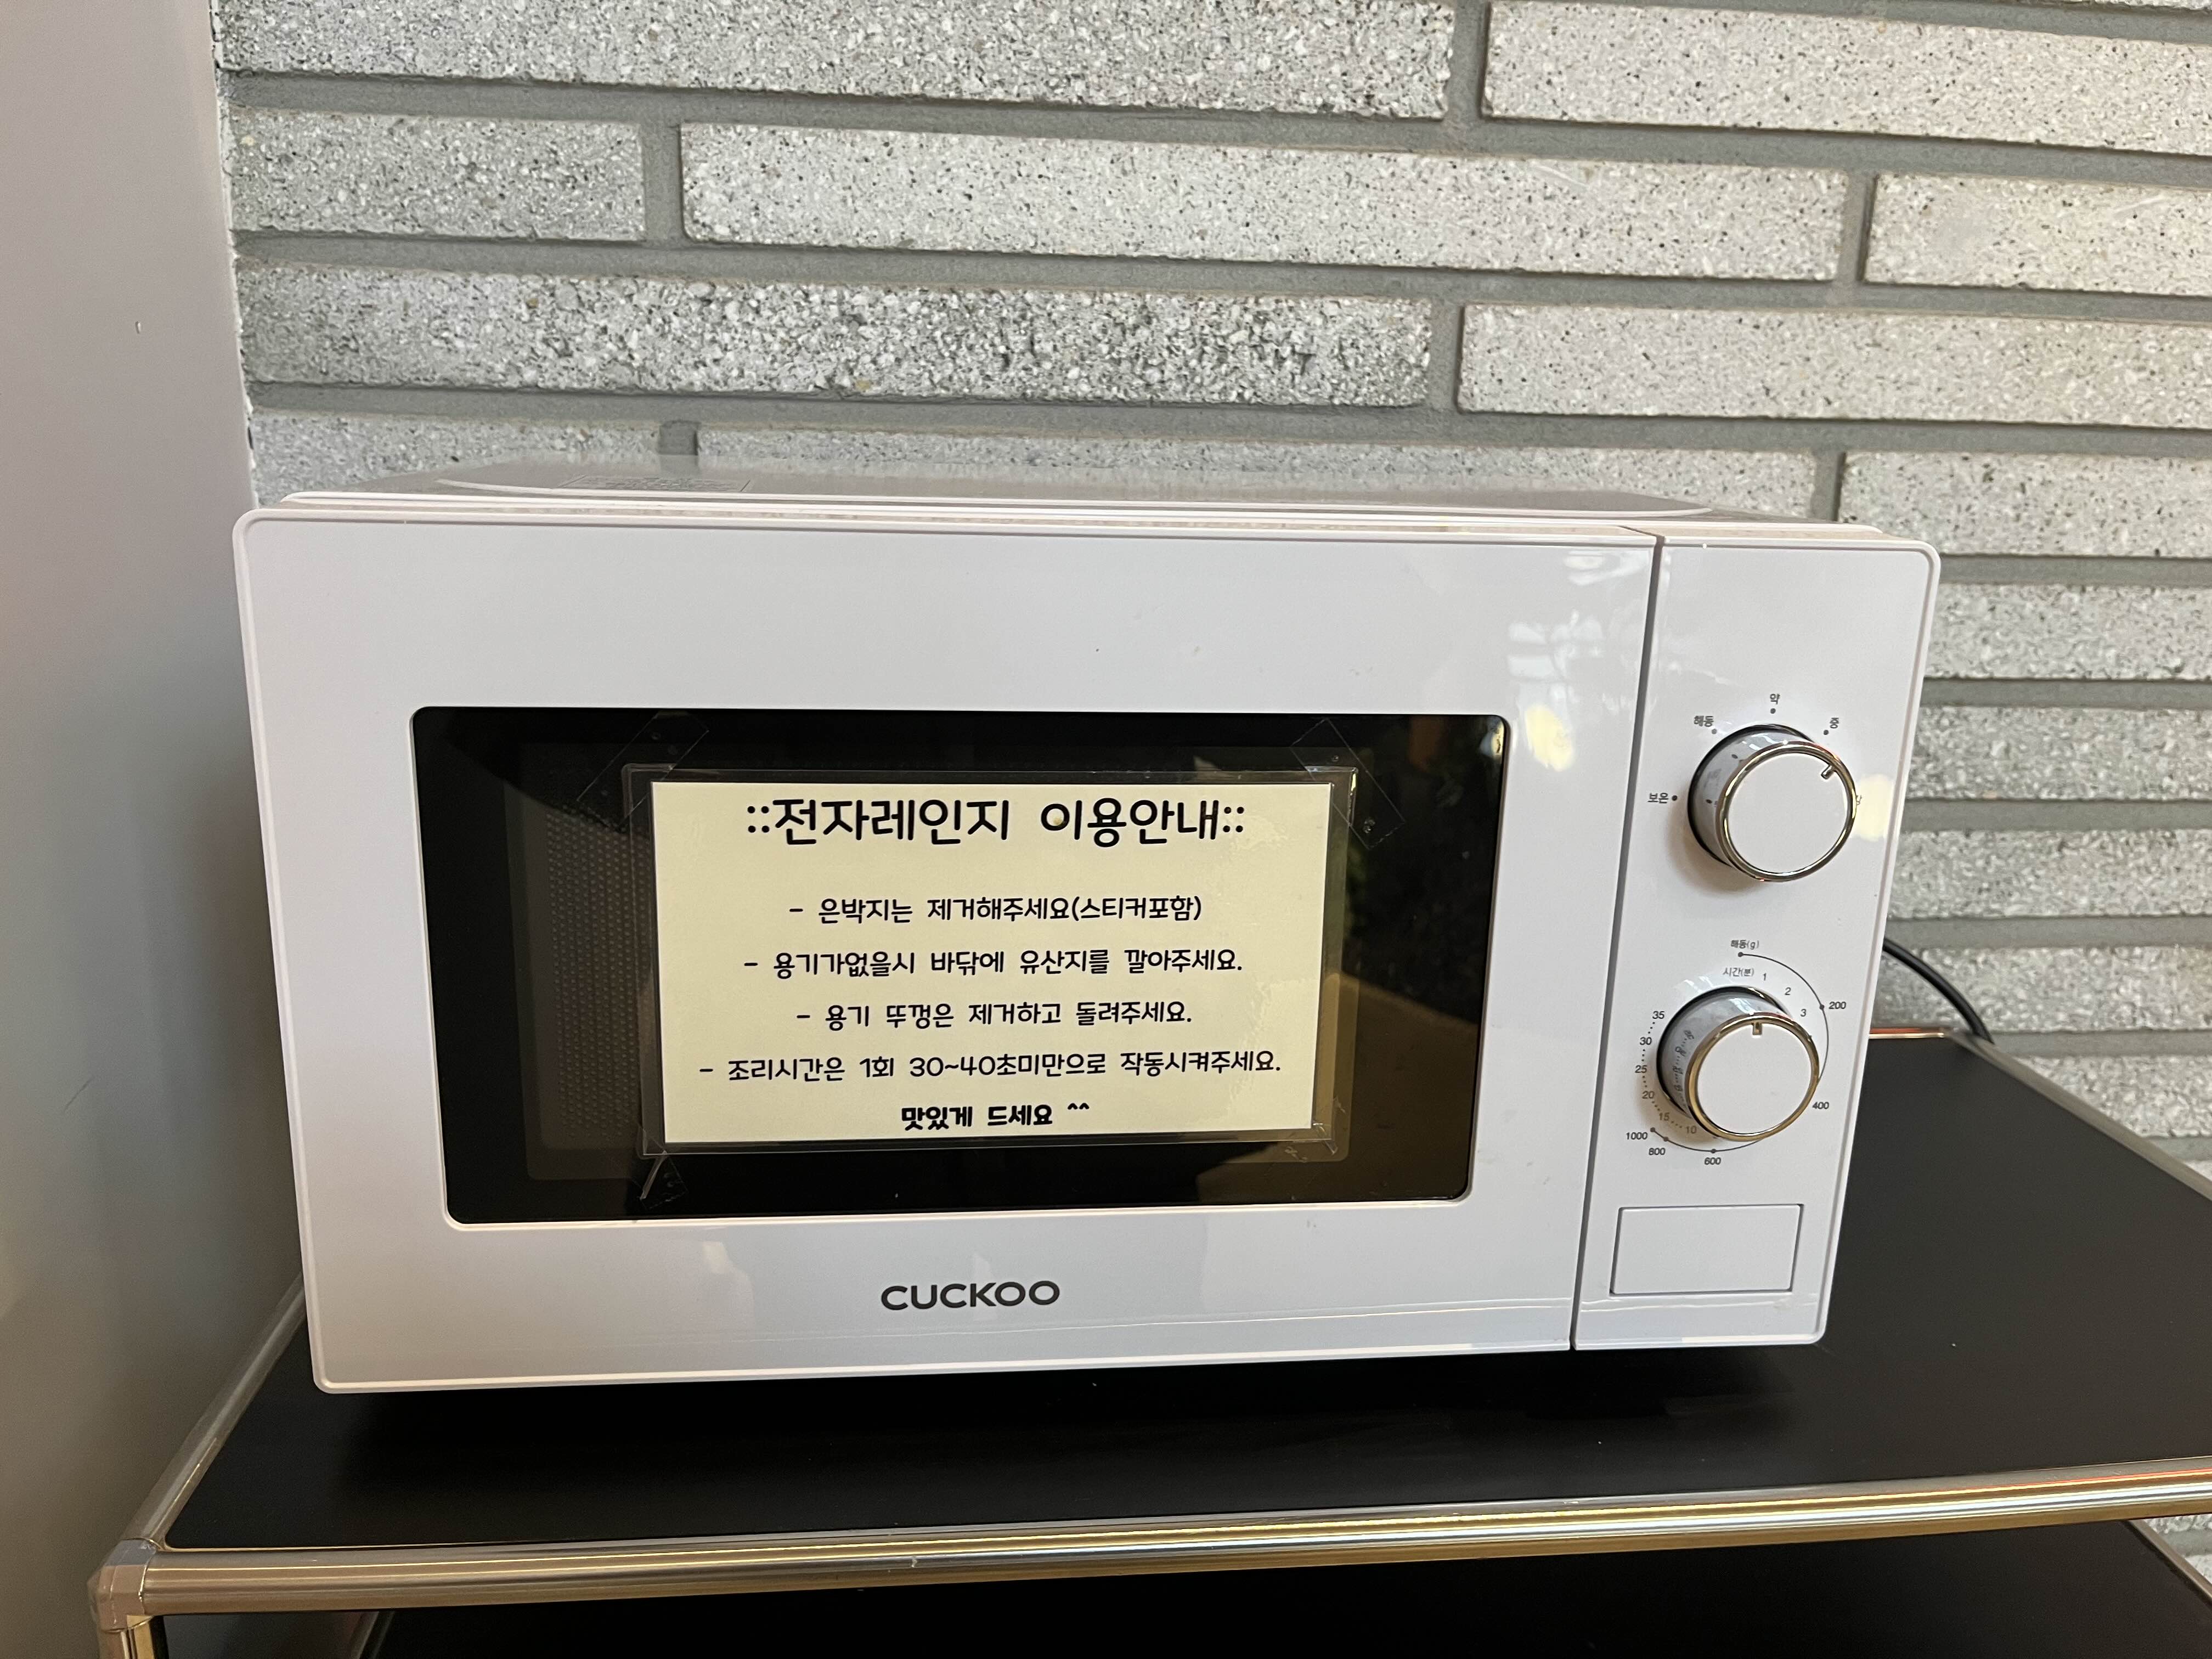 ::전자레인지 이용안내::
- 은박지는 제거해주세요(스티커포함)
- 용기가없을시 바닦에 유산지를 깔아주세요.
- 용기 뚜껑은 제거하고 돌려주세요.
- 조리시간은 1회 30~40초미만으로 작동시켜주세요.
맛있게 드세요 ^^
CUCKOO
약
해동 중
보온
해동(g)
시간(분) 1
2
3 200
35
30
25
20
15
10
400
1000
800
600